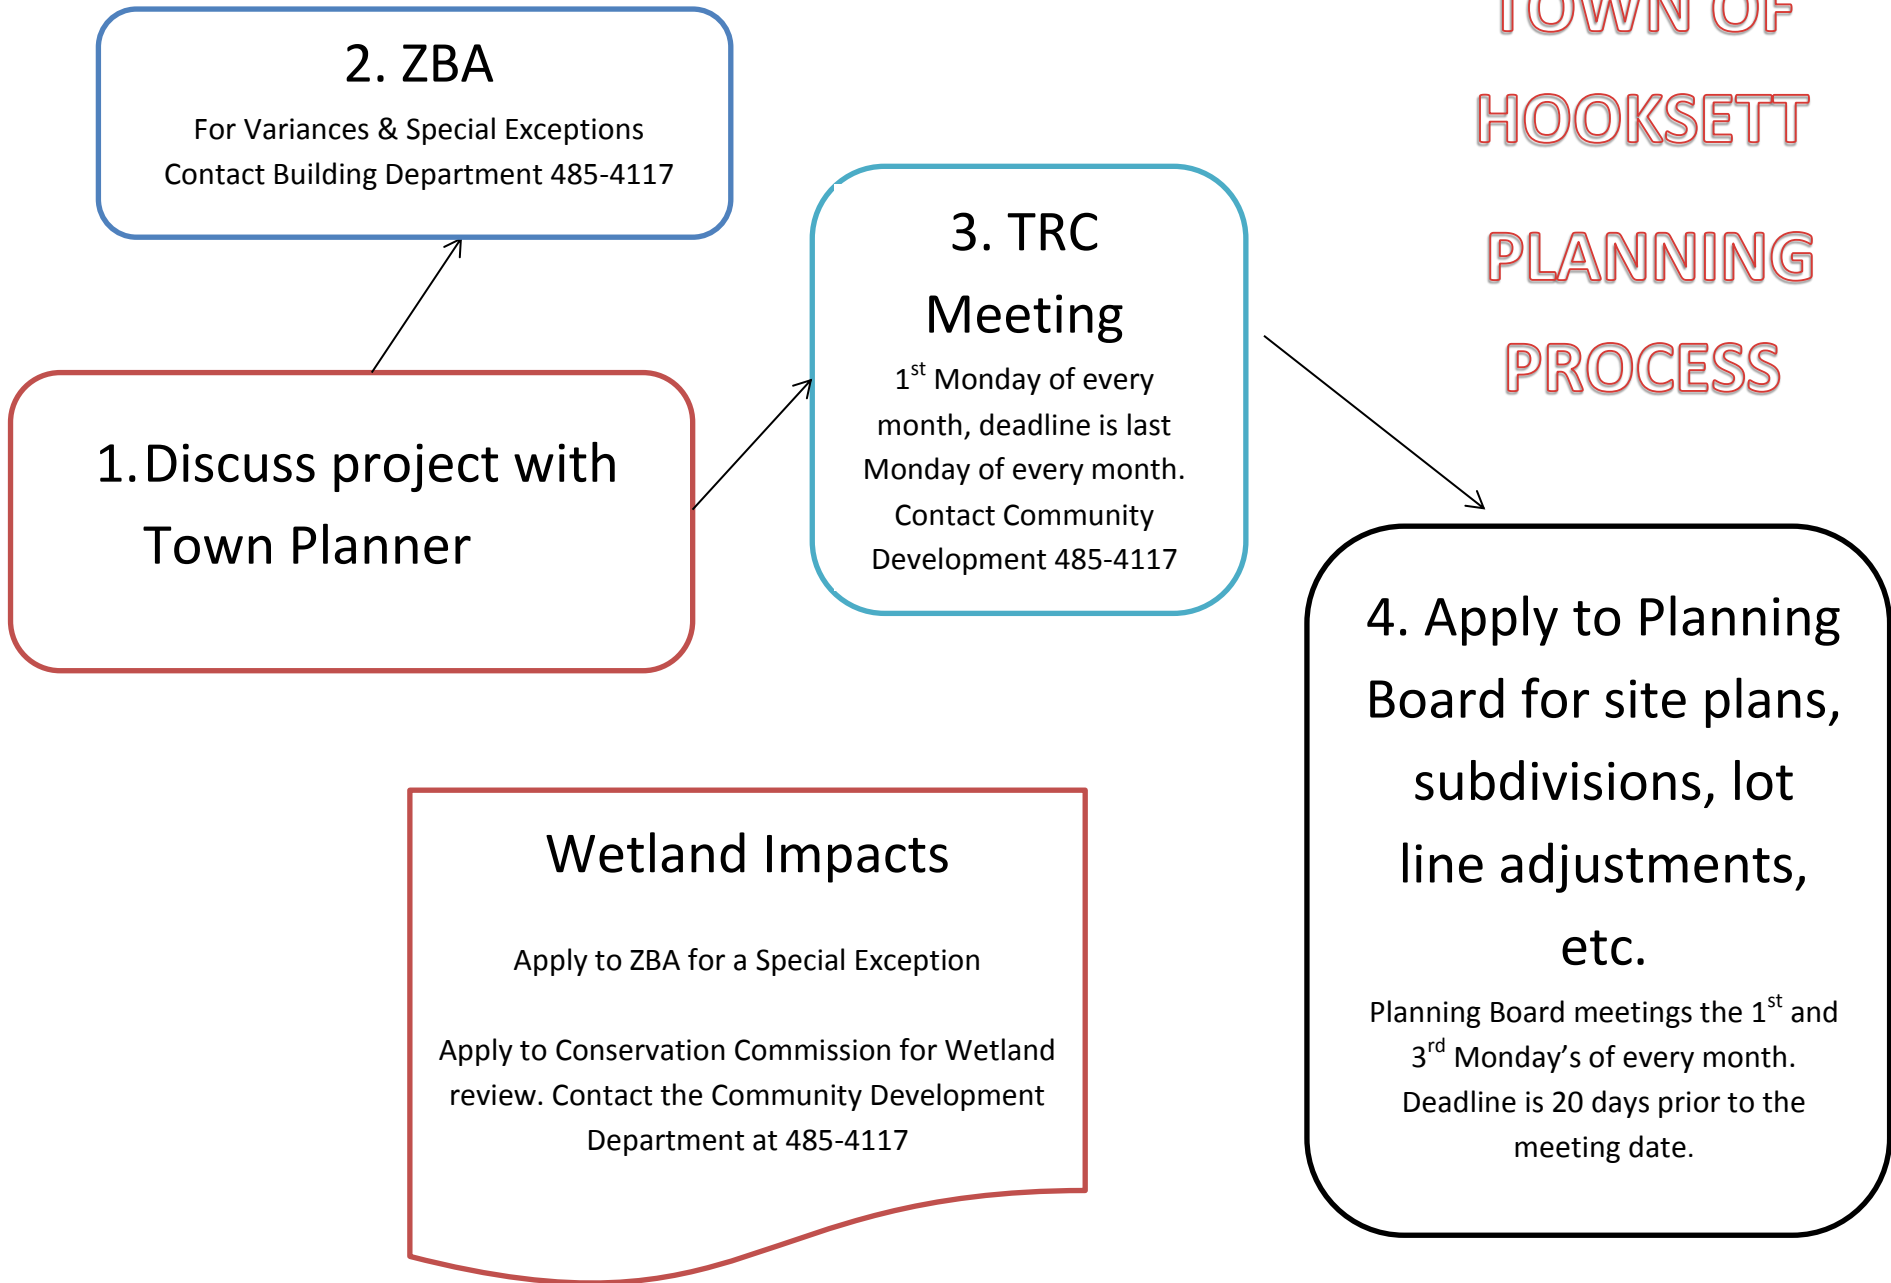 TOWN OF
HOOKSETT
PLANNING
PROCESS
1. Discuss project with
Town Planner
2. ZBA
For Variances & Special Exceptions
Contact Building Department 485-4117
3. TRC
Meeting
1st Monday of every
month, deadline is last
Monday of every month.
Contact Community
Development 485-4117
4. Apply to Planning
Board for site plans,
subdivisions, lot
line adjustments,
etc.
Planning Board meetings the 1st and
3rd Monday’s of every month.
Deadline is 20 days prior to the
meeting date.
Wetland Impacts
Apply to ZBA for a Special Exception
Apply to Conservation Commission for Wetland
review. Contact the Community Development
Department at 485-4117